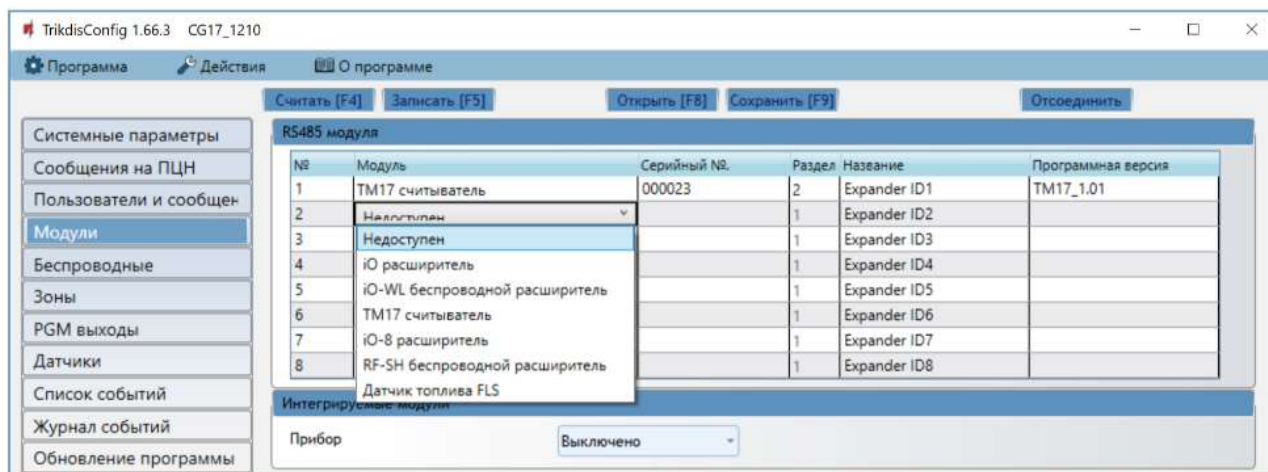 TrikdisConfig 1.66.3 CG17_1210
Программа Действия О программе
Считать [F4] Записать [F5] Открыть [F8] Сохранить [F9] Отсоединить
Системные параметры
Сообщения на ПЦН
Пользователи и сообщен
Модули
Беспроводные
Зоны
PGM выходы
Датчики
Список событий
Журнал событий
Обновление программы
RS485 модуля
№ Модуль Серийный №. Раздел Название Программная версия
1 TM17 считыватель 000023 2 Expander ID1 TM17_1.01
2 Недоступен 1 Expander ID2
3 1 Expander ID3
4 1 Expander ID4
5 1 Expander ID5
6 1 Expander ID6
7 1 Expander ID7
8 1 Expander ID8
Недоступен
iO расширитель
iO-WL беспроводной расширитель
TM17 считыватель
iO-8 расширитель
RF-SH беспроводной расширитель
Датчик топлива FLS
Интегрируемые модули
Прибор Выключено